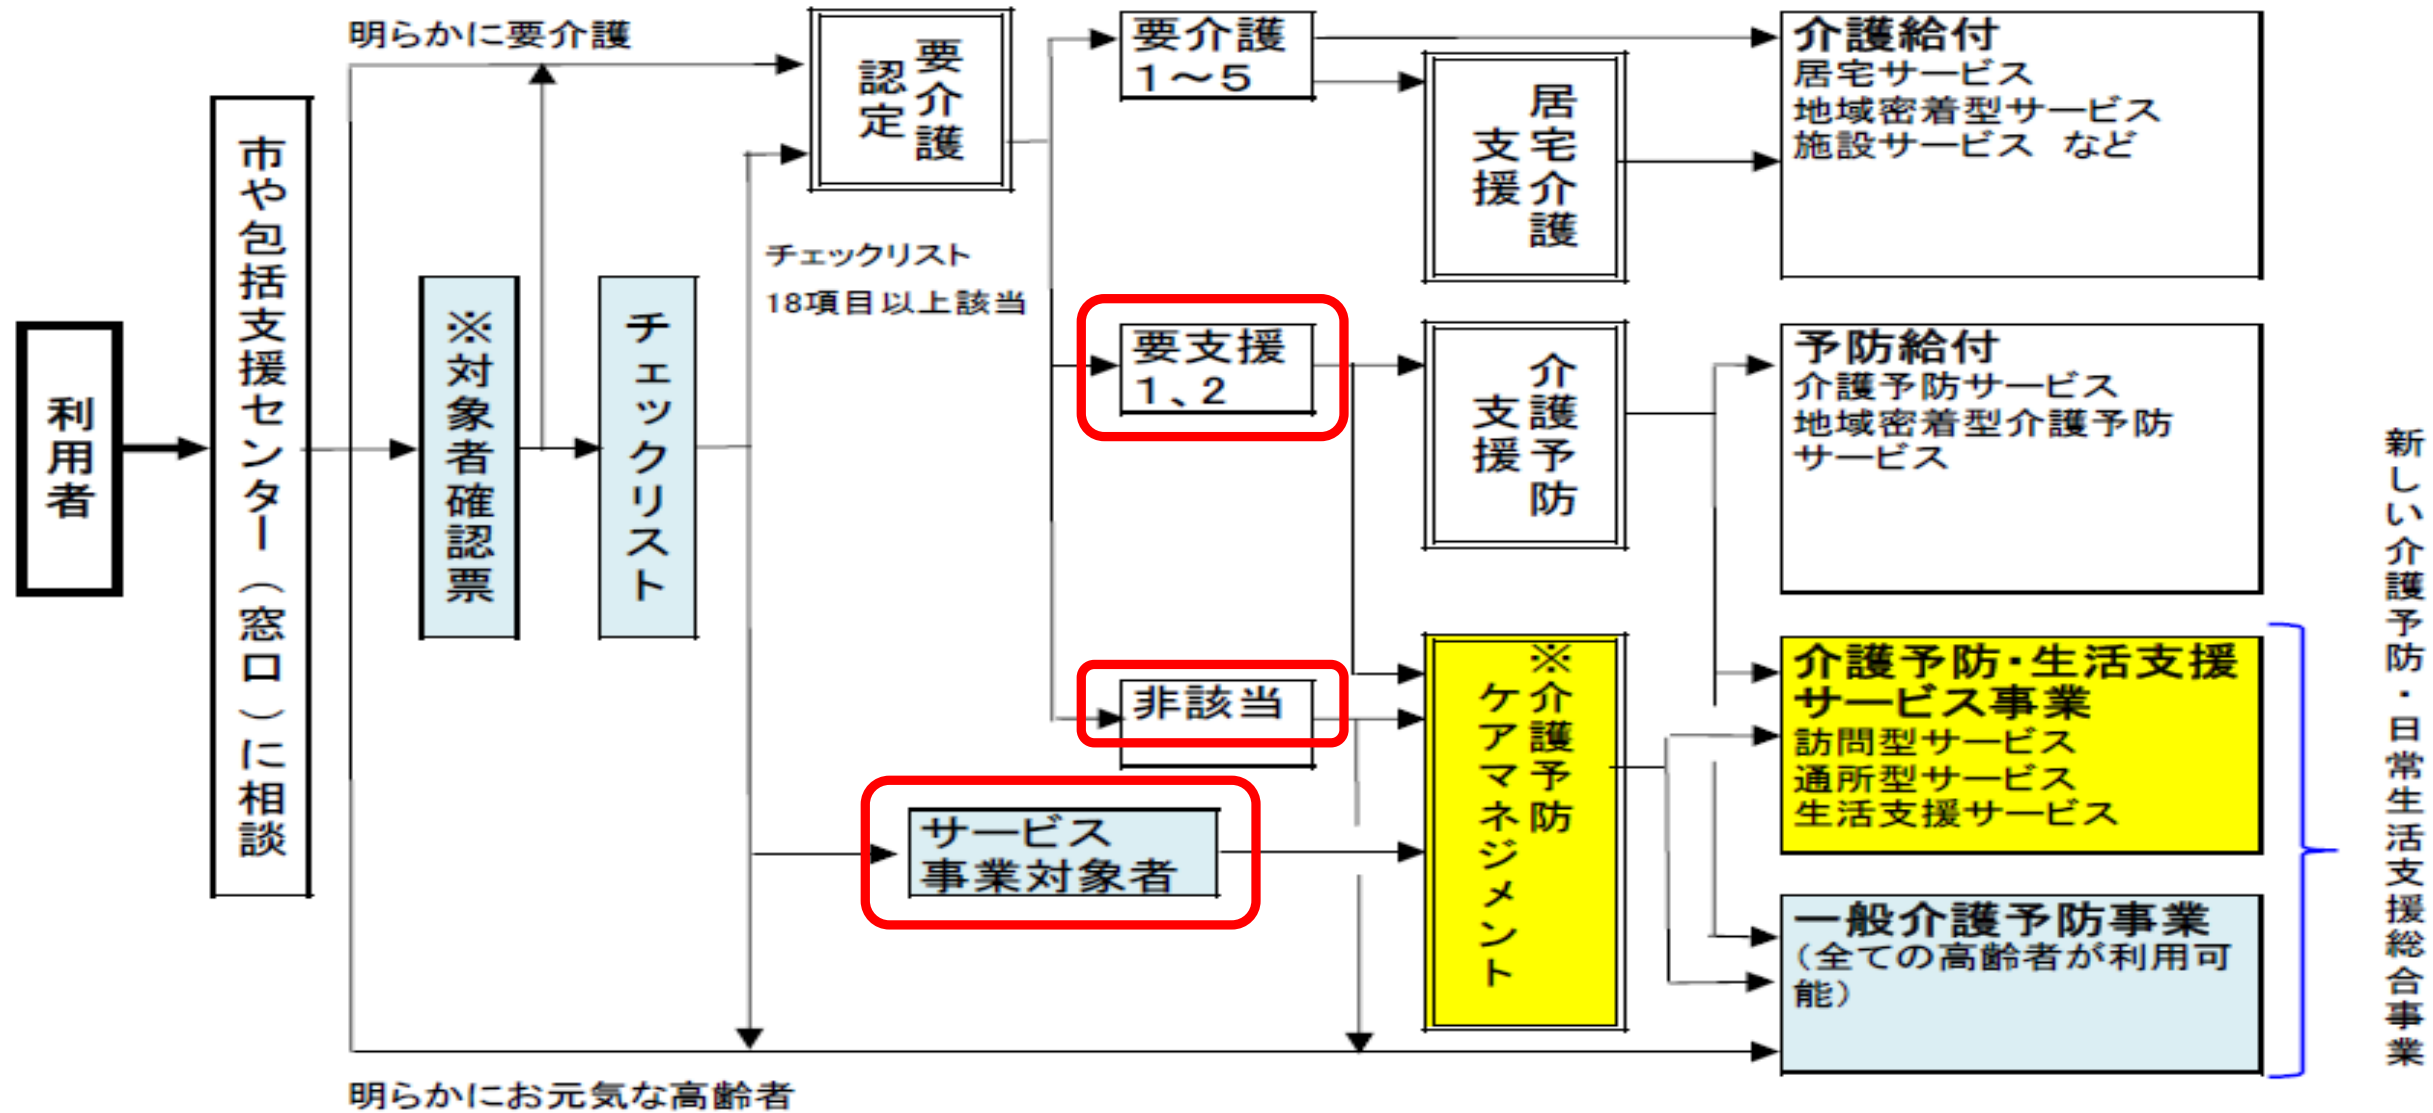 利用者
市や包括支援センター（窓口）に相談
明らかに要介護
※対象者確認票
チェックリスト
要介護
認定
チェックリスト
18項目以上該当
要介護
1～5
要支援
1、2
非該当
サービス
事業対象者
居宅介護
支援
介護予防
支援
※介護予防
ケアマネジメント
介護給付
居宅サービス
地域密着型サービス
施設サービス　など
予防給付
介護予防サービス
地域密着型介護予防
サービス
介護予防・生活支援
サービス事業
訪問型サービス
通所型サービス
生活支援サービス
一般介護予防事業
（全ての高齢者が利用可
能）
新しい介護予防・日常生活支援総合事業
明らかにお元気な高齢者